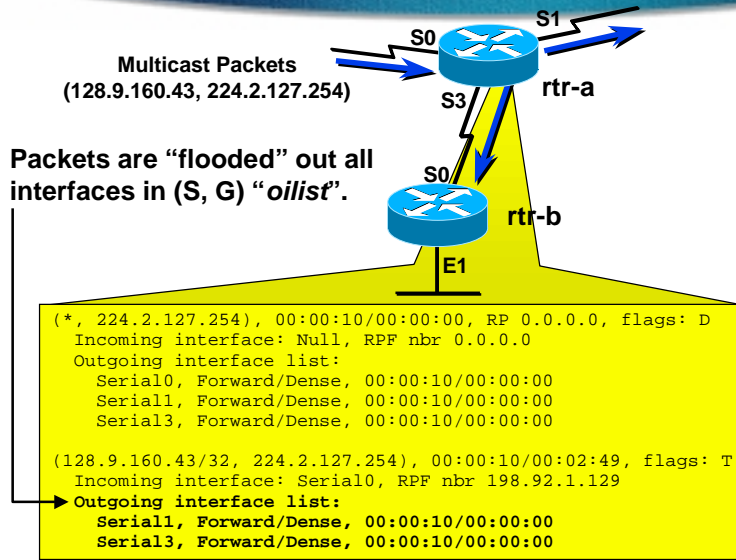 S1
S0
Multicast Packets
(128.9.160.43, 224.2.127.254)
rtr-a
S3
Packets are “flooded” out all
interfaces in (S, G) “oilist”.
S0
rtr-b
E1
(*, 224.2.127.254), 00:00:10/00:00:00, RP 0.0.0.0, flags: D
Incoming interface: Null, RPF nbr 0.0.0.0
Outgoing interface list:
Serial0, Forward/Dense, 00:00:10/00:00:00
Serial1, Forward/Dense, 00:00:10/00:00:00
Serial3, Forward/Dense, 00:00:10/00:00:00
(128.9.160.43/32, 224.2.127.254), 00:00:10/00:02:49, flags: T
Incoming interface: Serial0, RPF nbr 198.92.1.129
Outgoing interface list:
Serial1, Forward/Dense, 00:00:10/00:00:00
Serial3, Forward/Dense, 00:00:10/00:00:00